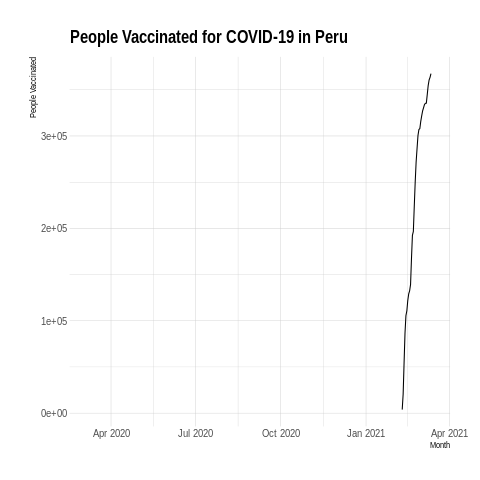 People Vaccinated for COVID-19 in Peru
People Vaccinated
3e+05
2e+05
1e+05
0e+00
Apr 2020 Jul 2020 Oct 2020 Jan 2021 Apr 2021
Month